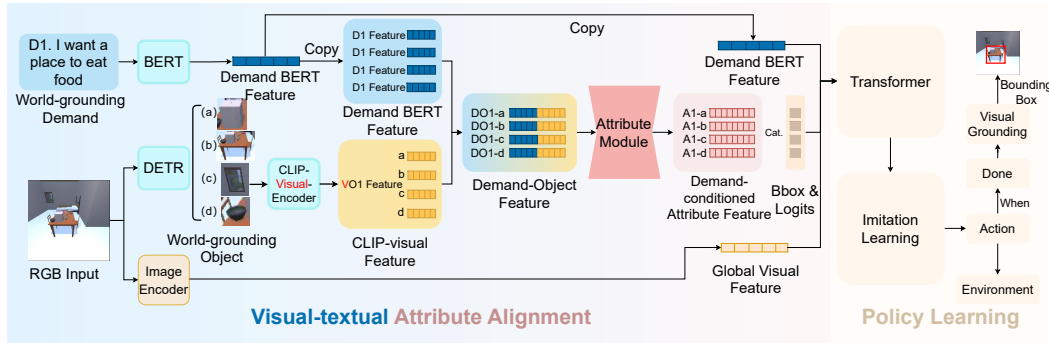 D1. I want a
place to eat
food
World-grounding
Demand
BERT
Demand BERT
Feature
Copy
D1 Feature
D1 Feature
D1 Feature
D1 Feature
Demand BERT
Feature
Copy
Demand BERT
Feature
RGB Input
DETR
(a)
(b)
(c)
(d)
World-grounding
Object
CLIP-
Visual-
Encoder
VO1 Feature
a
b
c
d
CLIP-visual
Feature
DO1-a
DO1-b
DO1-c
DO1-d
Demand-Object
Feature
Attribute
Module
A1-a
A1-b
A1-c
A1-d
Demand-
conditioned
Attribute Feature
Cat.
Bbox &
Logits
Image
Encoder
Global Visual
Feature
Transformer
Imitation
Learning
Bounding
Box
Visual
Grounding
Done
When
Action
Environment
Visual-textual Attribute Alignment
Policy Learning